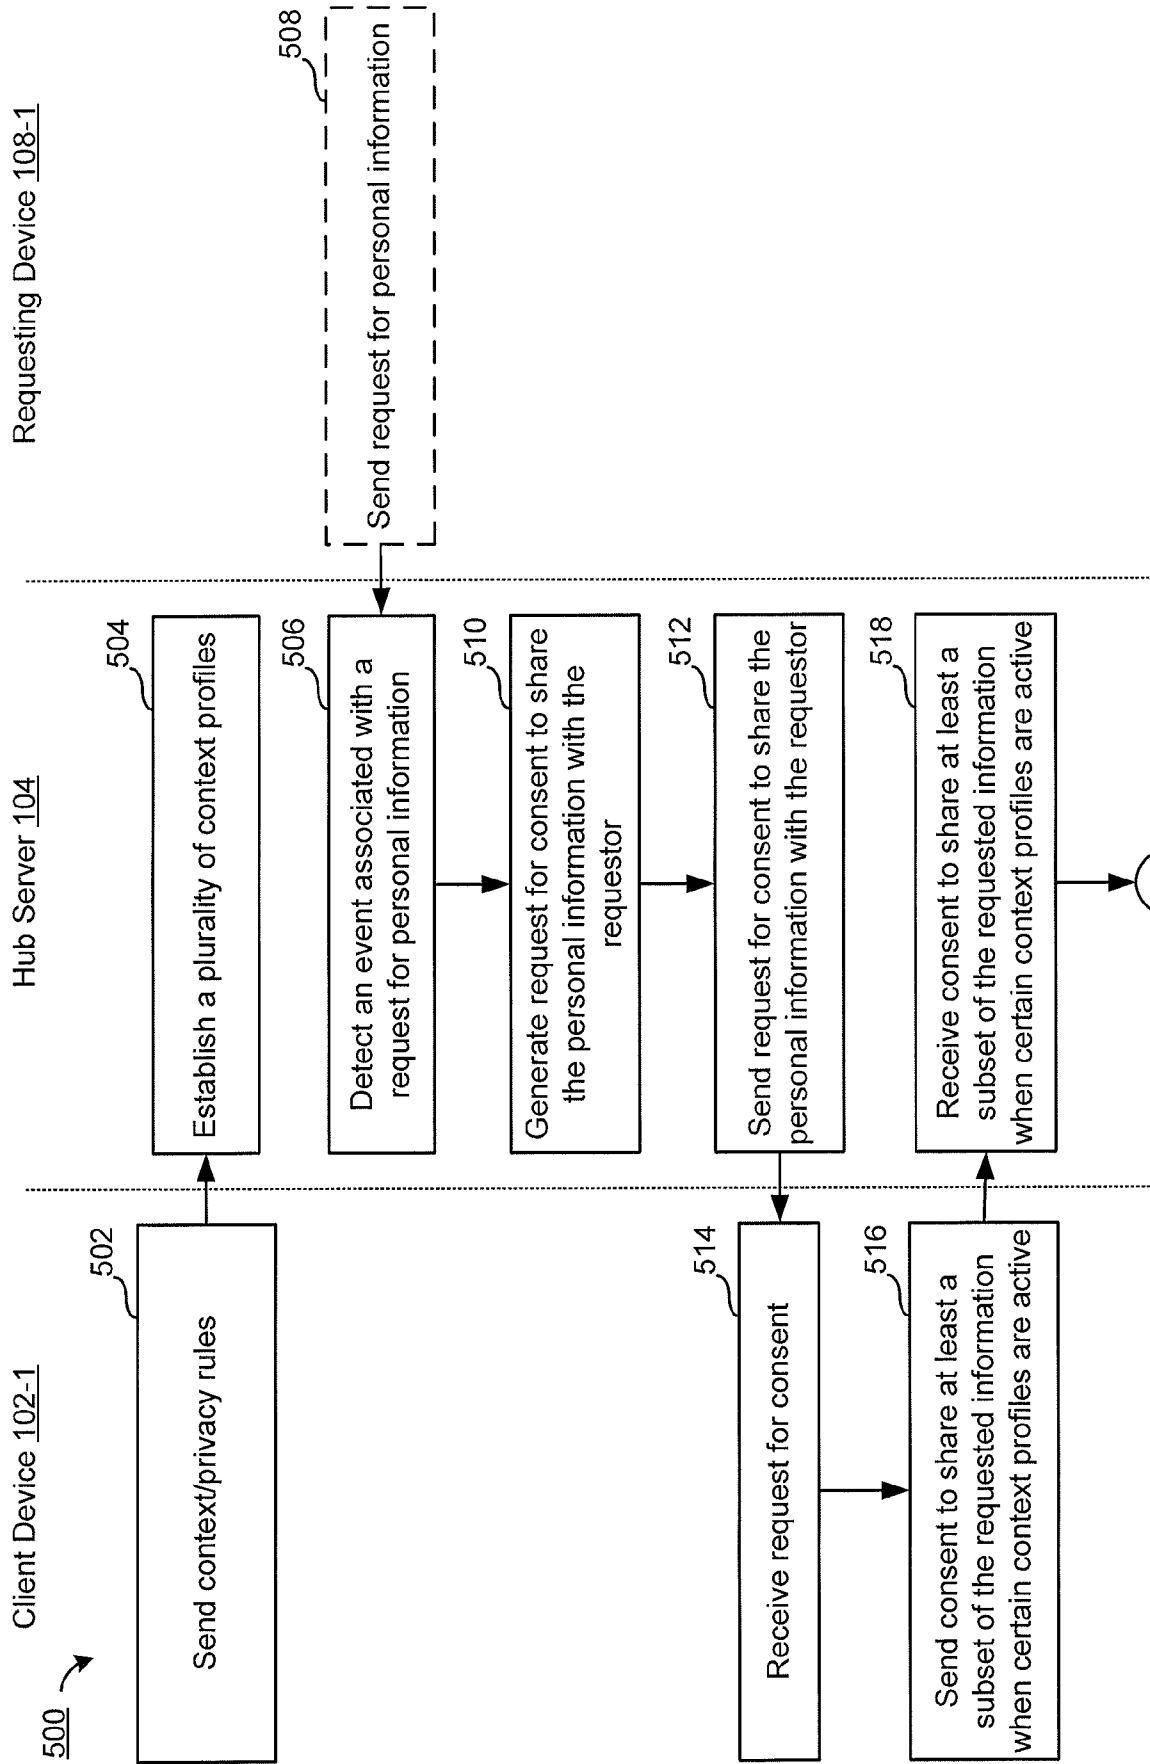 500
Client Device 102-1
Hub Server 104
Requesting Device 108-1
502
Send context/privacy rules
504
Establish a plurality of context profiles
506
Detect an event associated with a
request for personal information
508
Send request for personal information
510
Generate request for consent to share
the personal information with the
requestor
512
Send request for consent to share the
personal information with the requestor
514
Receive request for consent
516
Send consent to share at least a
subset of the requested information
when certain context profiles are active
518
Receive consent to share at least a
subset of the requested information
when certain context profiles are active